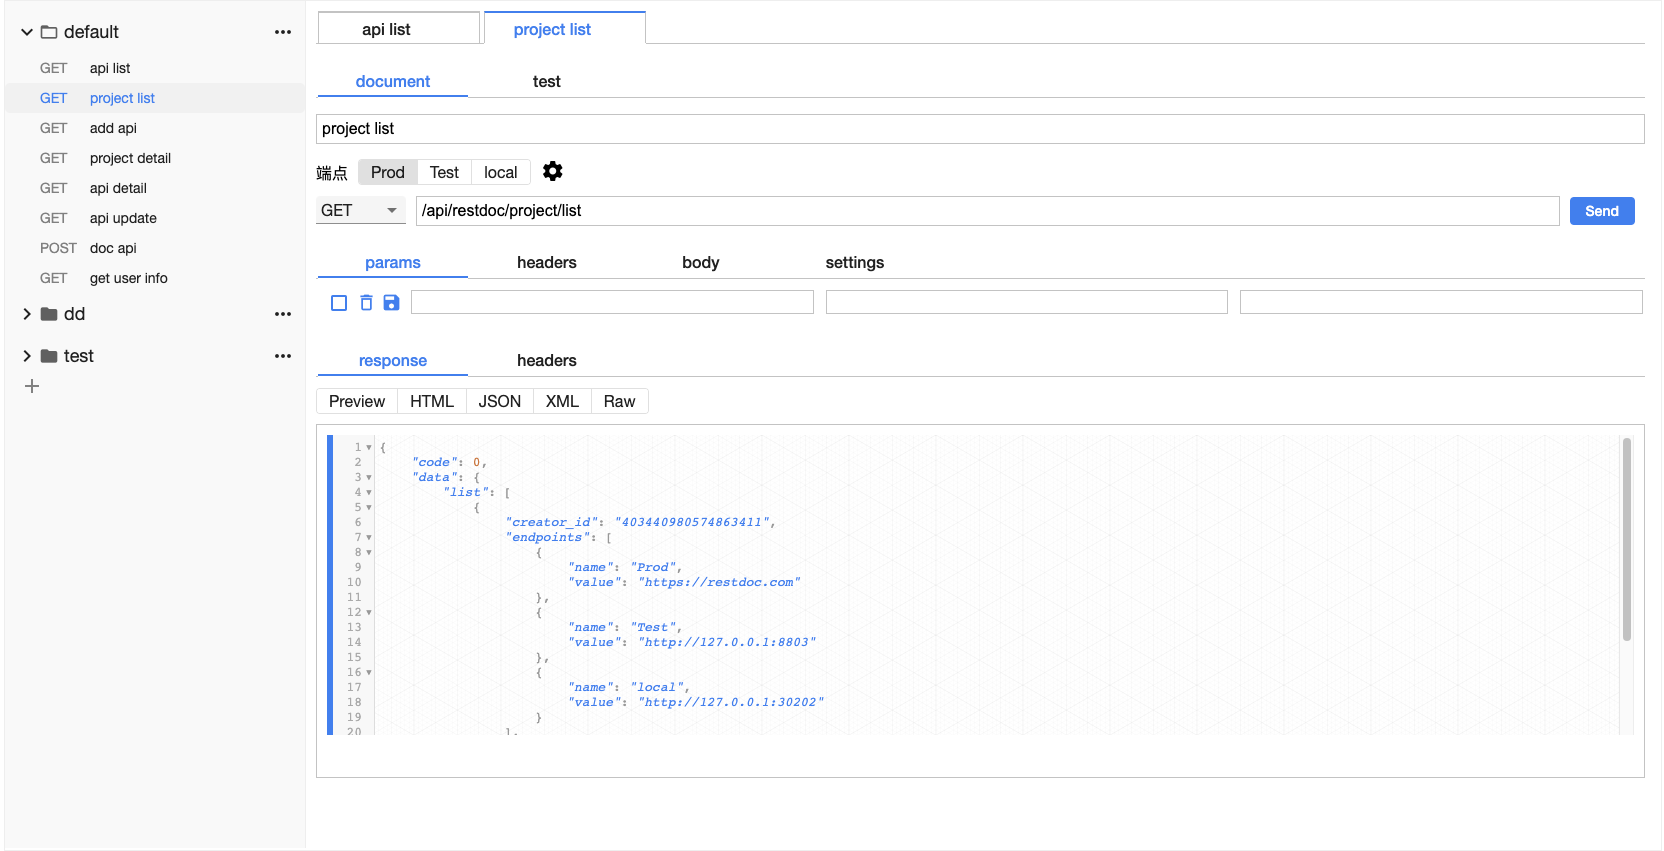 default
GET api list
GET project list
GET add api
GET project detail
GET api detail
GET api update
POST doc api
GET get user info
dd
test
api list project list
document test
project list
端点 Prod Test local
GET /api/restdoc/project/list Send
params headers body settings
response headers
Preview HTML JSON XML Raw
1 {
2 "code": 0,
3 "data": {
4 "list": [
5 {
6 "creator_id": "403440980574863411",
7 "endpoints": [
8 {
9 "name": "Prod",
10 "value": "https://restdoc.com"
11 },
12 {
13 "name": "Test",
14 "value": "http://127.0.0.1:8803"
15 },
16 {
17 "name": "local",
18 "value": "http://127.0.0.1:30202"
19 }
20 ],